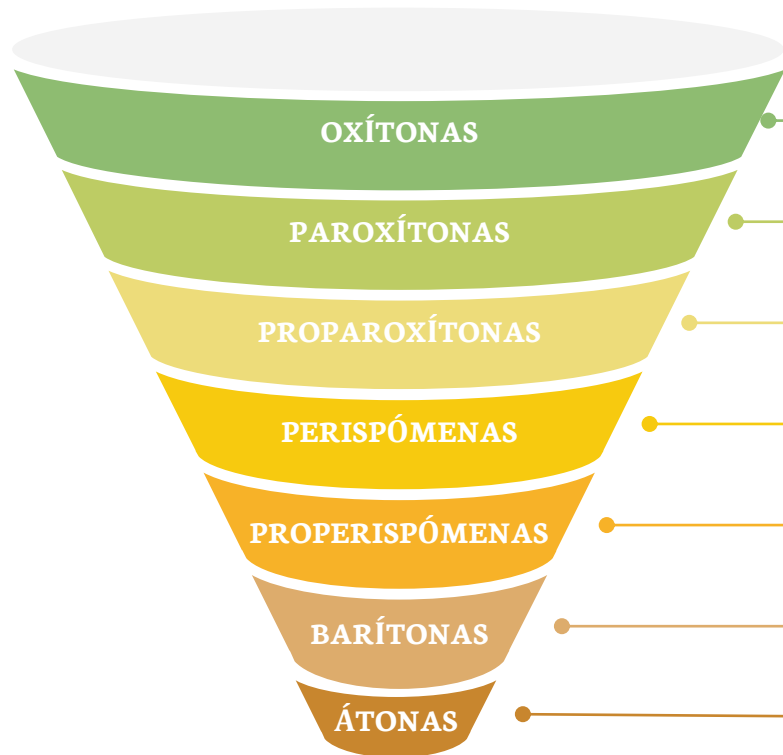 OXÍTONAS
PAROXÍTONAS
PROPAROXÍTONAS
PERISPÓMENAS
PROPERISPÓMENAS
BARÍTONAS
ÁTONAS